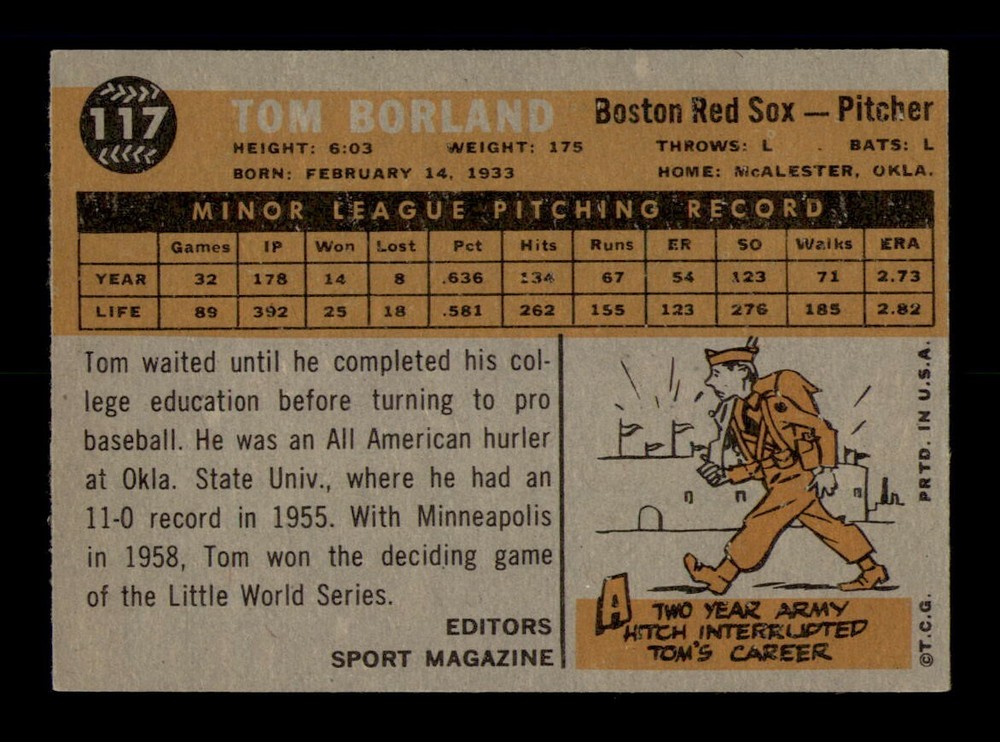 117
TOM BORLAND
Boston Red Sox — Pitcher
HEIGHT: 6:03 WEIGHT: 175 THROWS: L BATS: L
BORN: FEBRUARY 14, 1933 HOME: McALESTER, OKLA.
MINOR LEAGUE PITCHING RECORD
Games IP Won Lost Pct Hits Runs ER SO Walks ERA
YEAR 32 178 14 8 .636 134 67 54 123 71 2.73
LIFE 89 392 25 18 .581 262 155 123 276 185 2.82
Tom waited until he completed his col-
lege education before turning to pro
baseball. He was an All American hurler
at Okla. State Univ., where he had an
11-0 record in 1955. With Minneapolis
in 1958, Tom won the deciding game
of the Little World Series.
EDITORS
SPORT MAGAZINE
A TWO YEAR ARMY
HITCH INTERRUPTED
TOM'S CAREER
©T.C.G. PRTD. IN U.S.A.